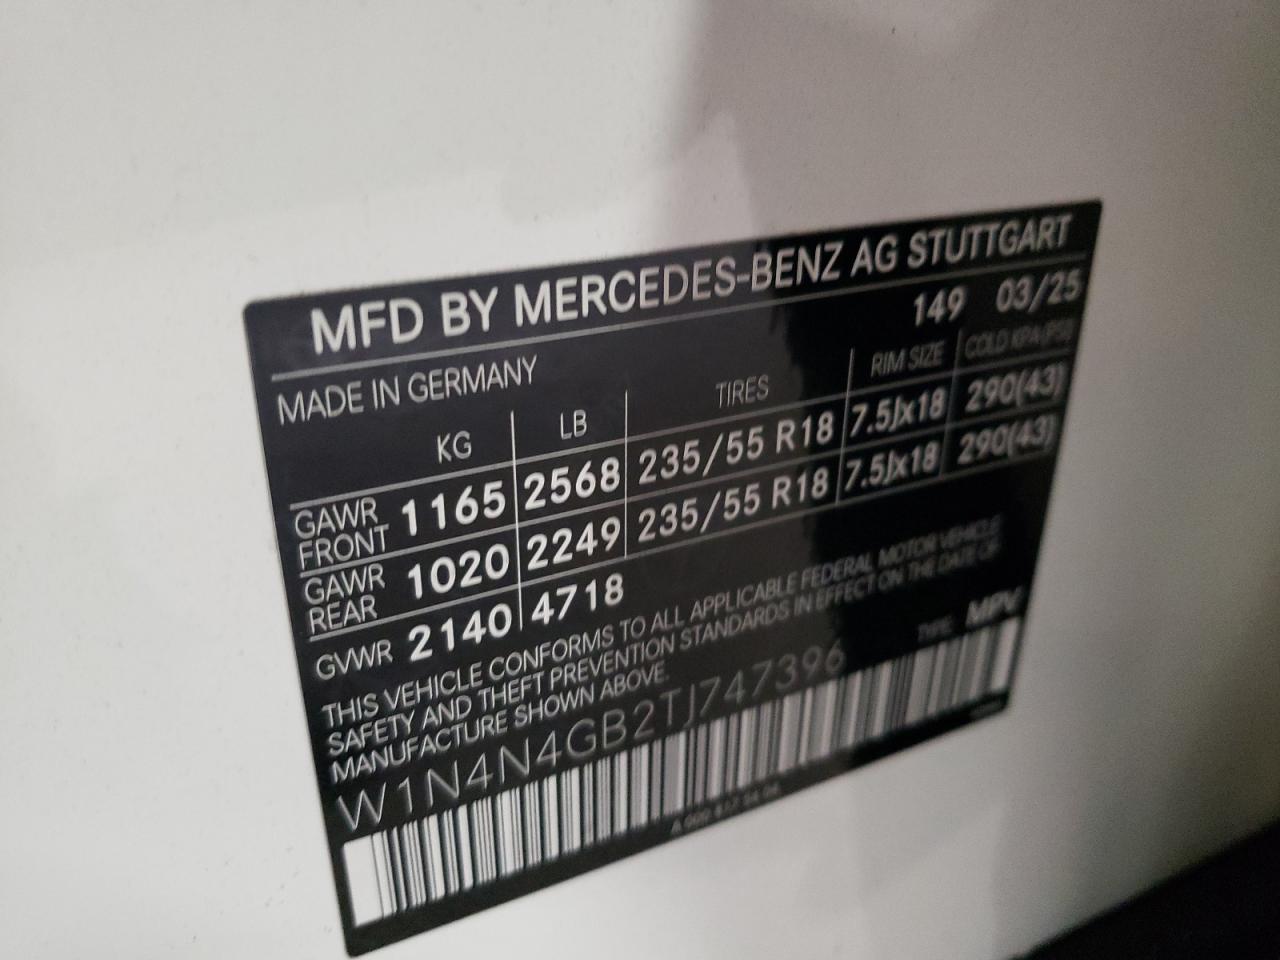 MFD BY MERCEDES-BENZ AG STUTTGART
149 03/25
MADE IN GERMANY
KG LB TIRES RIM SIZE COLD KPA(PSI)
GAWR FRONT 1165 2568 235/55 R18 7.5Jx18 290(43)
GAWR REAR 1020 2249 235/55 R18 7.5Jx18 290(43)
GVWR 2140 4718
THIS VEHICLE CONFORMS TO ALL APPLICABLE FEDERAL MOTOR VEHICLE
SAFETY AND THEFT PREVENTION STANDARDS IN EFFECT ON THE DATE OF
MANUFACTURE SHOWN ABOVE.
W1N4N4GB2TJ747396 TYPE: MPV